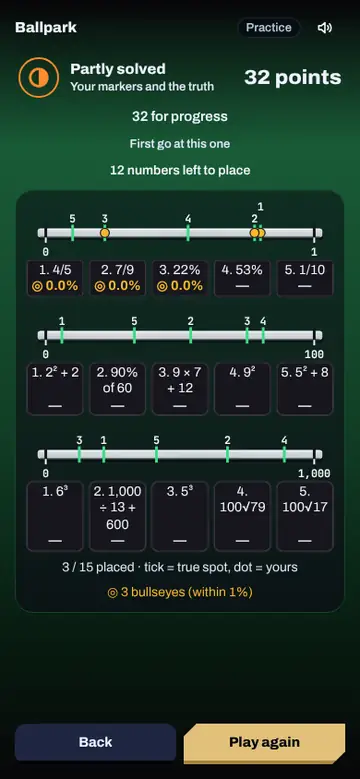 Ballpark
Practice
Partly solved
Your markers and the truth
32 points
32 for progress
First go at this one
12 numbers left to place
1
5 3 4 2
0 1
1. 4/5
◎ 0.0%
2. 7/9
◎ 0.0%
3. 22%
◎ 0.0%
4. 53%
—
5. 1/10
—
1 5 2 3 4
0 100
1. 2² + 2
—
2. 90%
of 60
—
3. 9 × 7
+ 12
—
4. 9²
—
5. 5² + 8
—
3 1 5 2 4
0 1,000
1. 6³
—
2. 1,000
÷ 13 +
600
—
3. 5³
—
4.
100√79
—
5.
100√17
—
3 / 15 placed · tick = true spot, dot = yours
◎ 3 bullseyes (within 1%)
Back
Play again